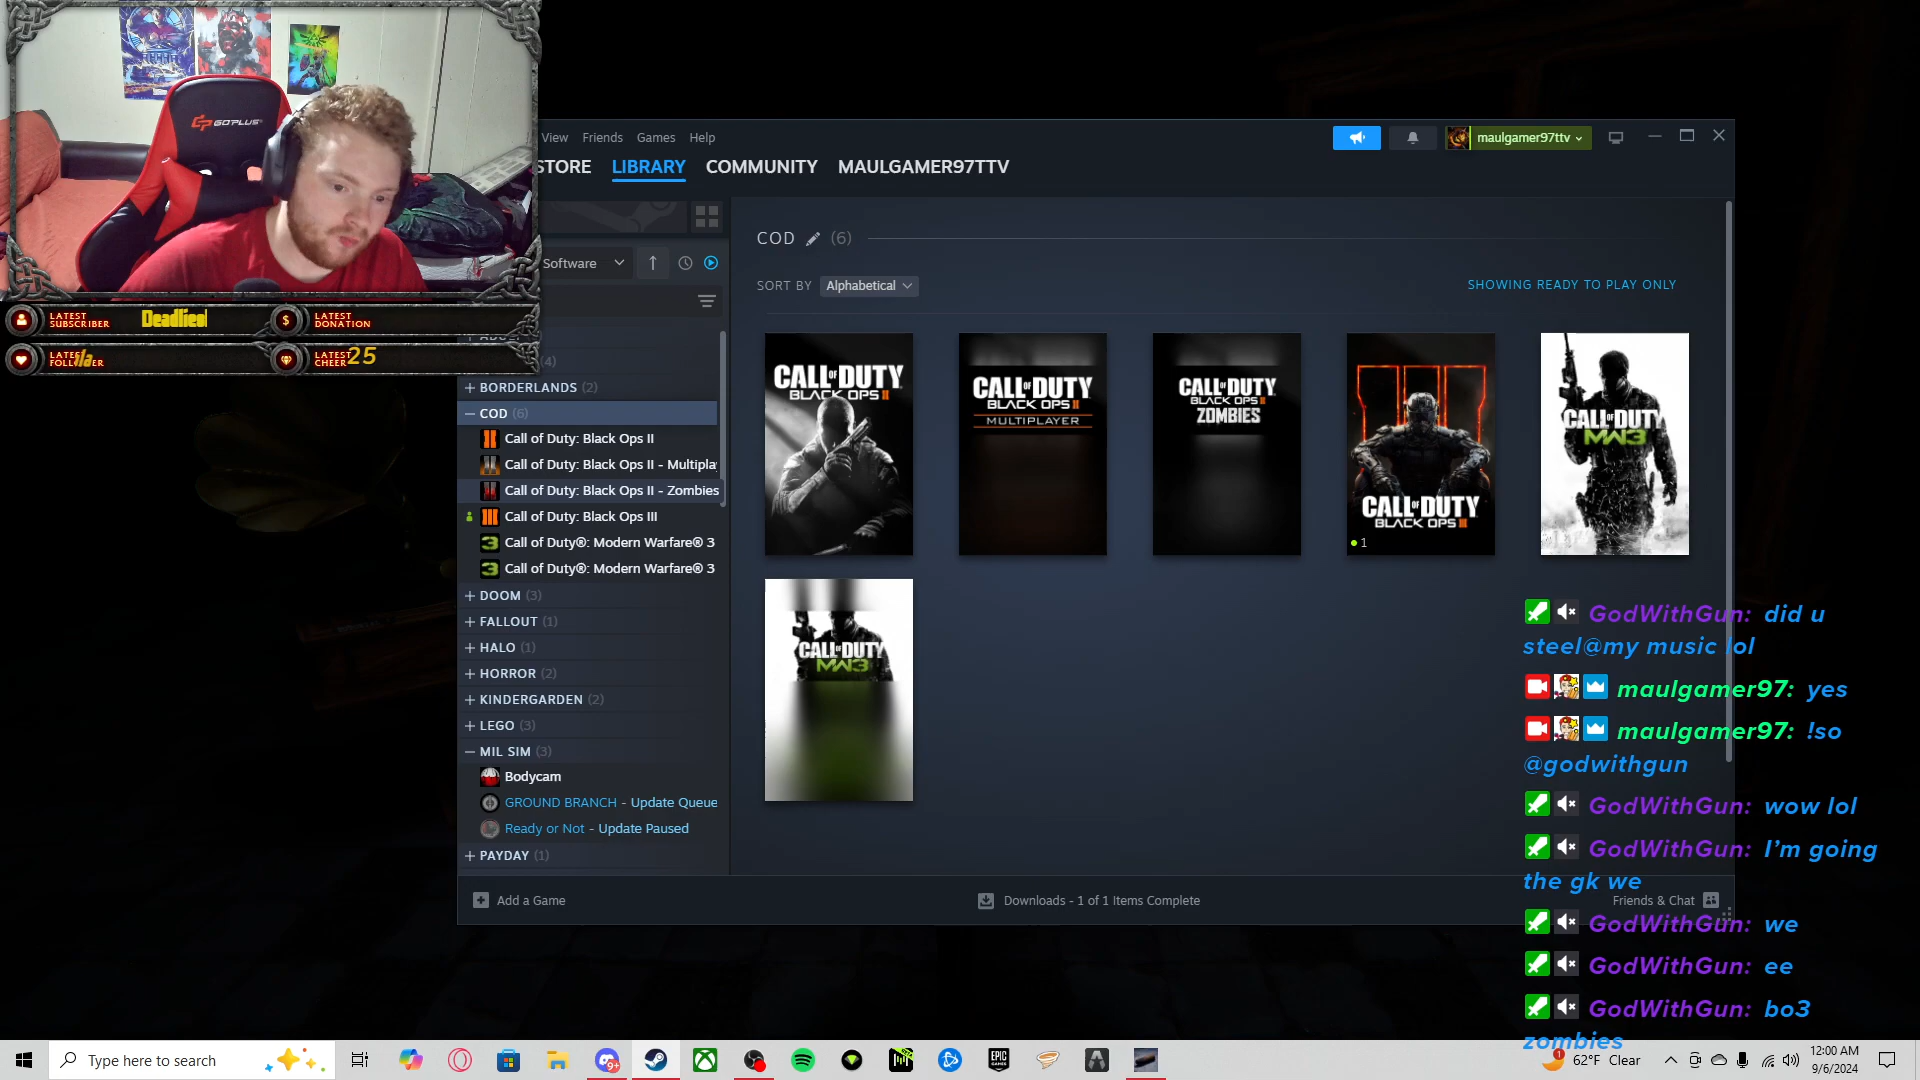 GOPLUS
LATEST
SUBSCRIBER
Deadlies
$
LATEST
DONATION
LATEST
CHEER
25
View Friends Games Help
maulgamer97ttv
STORE LIBRARY COMMUNITY MAULGAMER97TTV
Software
(4)
+ BORDERLANDS (2)
— COD (6)
Call of Duty: Black Ops II
Call of Duty: Black Ops II - Multipla
Call of Duty: Black Ops II - Zombies
Call of Duty: Black Ops III
Call of Duty®: Modern Warfare® 3
Call of Duty®: Modern Warfare® 3
+ DOOM (3)
+ FALLOUT (1)
+ HALO (1)
+ HORROR (2)
+ KINDERGARDEN (2)
+ LEGO (3)
— MIL SIM (3)
Bodycam
GROUND BRANCH - Update Queue
Ready or Not - Update Paused
+ PAYDAY (1)
COD (6)
SORT BY Alphabetical
SHOWING READY TO PLAY ONLY
CALL OF DUTY
BLACK OPS II
CALL OF DUTY
BLACK OPS II
MULTIPLAYER
CALL OF DUTY
BLACK OPS II
ZOMBIES
CALL OF DUTY
BLACK OPS III
1
CALL OF DUTY
MW3
CALL OF DUTY
MW3
Add a Game
Downloads - 1 of 1 Items Complete
Friends & Chat
GodWithGun: did u
steel@my music lol
maulgamer97: yes
maulgamer97: !so
@godwithgun
GodWithGun: wow lol
GodWithGun: I'm going
the gk we
GodWithGun: we
GodWithGun: ee
GodWithGun: bo3
zombies
Type here to search
9+
EPIC
GAMES
1
62°F Clear
12:00 AM
9/6/2024